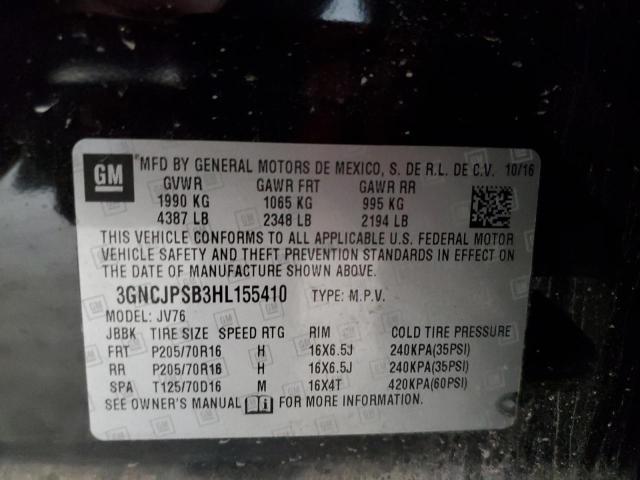 GM *MFD BY GENERAL MOTORS DE MEXICO, S. DE R.L. DE C.V. 10/16
GVWR GAWR FRT GAWR RR
1990 KG 1065 KG 995 KG
4387 LB 2348 LB 2194 LB
THIS VEHICLE CONFORMS TO ALL APPLICABLE U.S. FEDERAL MOTOR
VEHICLE SAFETY AND THEFT PREVENTION STANDARDS IN EFFECT ON
THE DATE OF MANUFACTURE SHOWN ABOVE.
3GNCJPSB3HL155410 TYPE: M.P.V.
MODEL: JV76
JBBK TIRE SIZE SPEED RTG RIM COLD TIRE PRESSURE
FRT P205/70R16 H 16X6.5J 240KPA(35PSI)
RR P205/70R16 H 16X6.5J 240KPA(35PSI)
SPA T125/70D16 M 16X4T 420KPA(60PSI)
SEE OWNER'S MANUAL FOR MORE INFORMATION.